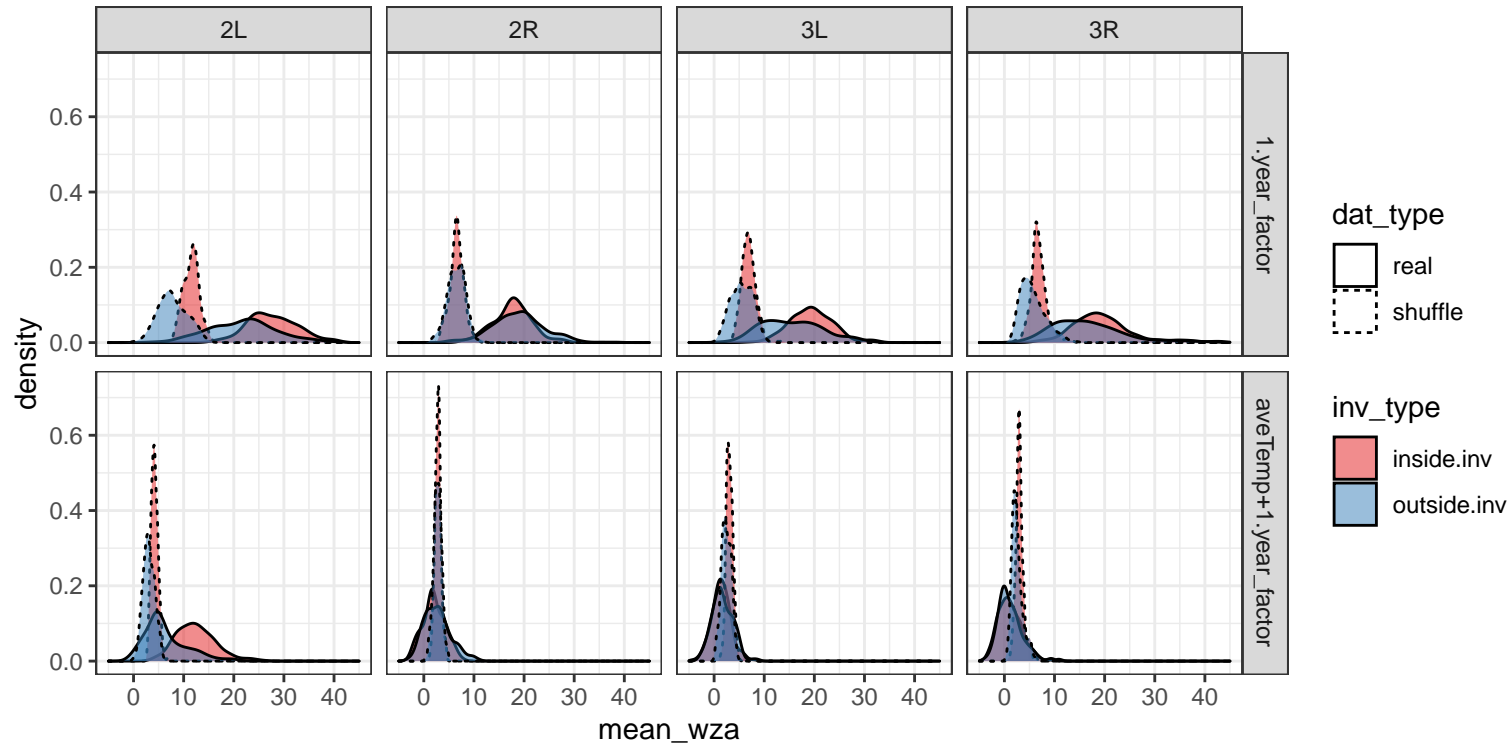 2L 2R 3L 3R
0.6
0.4
0.2
0.0
1.year_factor
0.6
0.4
0.2
0.0
aveTemp+1.year_factor
density
0 10 20 30 40 0 10 20 30 40 0 10 20 30 40 0 10 20 30 40
mean_wza
dat_type
real
shuffle
inv_type
inside.inv
outside.inv